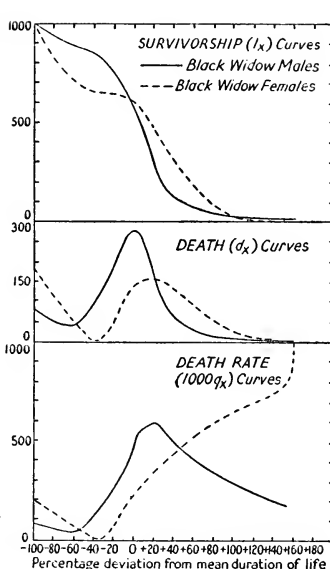 1000
SURVIVORSHIP (lx) Curves
Black Widow Males
Black Widow Females
500
0
300
DEATH (dx) Curves
150
0
1000
DEATH RATE
(1000qx) Curves
500
0
-100-80-60-40-20 0 +20+40+60+80+100+120+140+160+180
Percentage deviation from mean duration of life